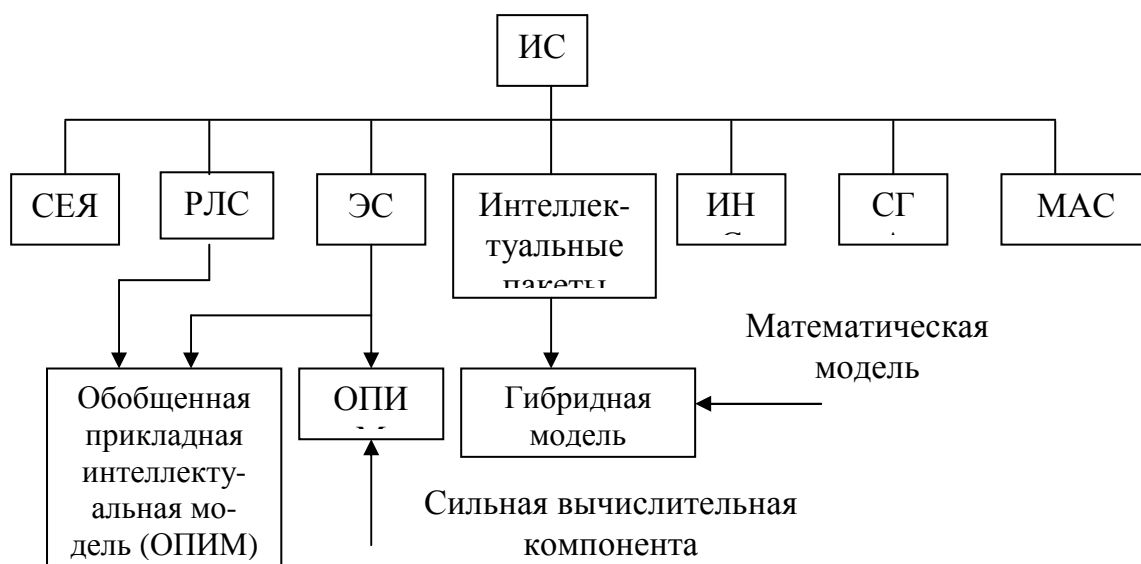 ИС
СЕЯ
РЛС
ЭС
Интеллек-
туальные
пакеты
ИН
СГ
МАС
Математическая
модель
Обобщенная
прикладная
интеллекту-
альная мо-
дель (ОПИМ)
ОПИ
Гибридная
модель
Сильная вычислительная
компонента